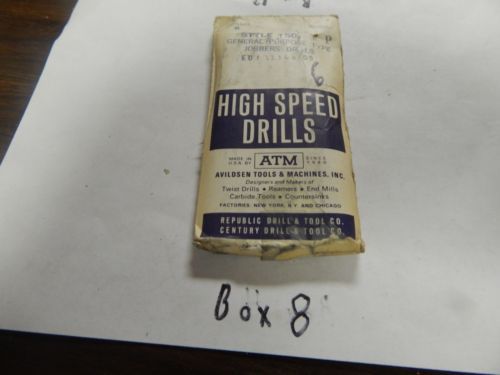 STYLE 150,
GENERAL PURPOSE TYPE
JOBBERS DRILLS
P
6
HIGH SPEED
DRILLS
MADE IN
U.S.A. BY
ATM
SINCE
AVILDSEN TOOLS & MACHINES, INC.
Designers and Makers of
Twist Drills • Reamers • End Mills
Carbide Tools • Countersinks
FACTORIES: NEW YORK, N.Y. AND CHICAGO
REPUBLIC DRILL & TOOL CO.
CENTURY DRILL & TOOL CO.
Box 8